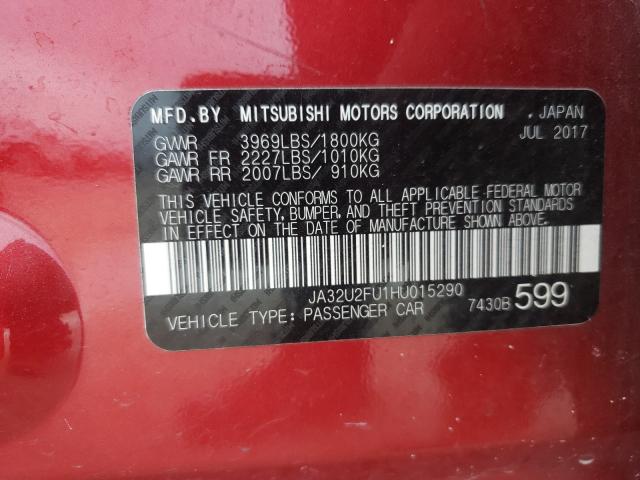 MFD.BY MITSUBISHI MOTORS CORPORATION . JAPAN
JUL 2017
GVWR 3969LBS/1800KG
GAWR FR 2227LBS/1010KG
GAWR RR 2007LBS/ 910KG
THIS VEHICLE CONFORMS TO ALL APPLICABLE FEDERAL MOTOR
VEHICLE SAFETY, BUMPER, AND THEFT PREVENTION STANDARDS
IN EFFECT ON THE DATE OF MANUFACTURE SHOWN ABOVE.
JA32U2FU1HU015290
VEHICLE TYPE: PASSENGER CAR 7430B 599